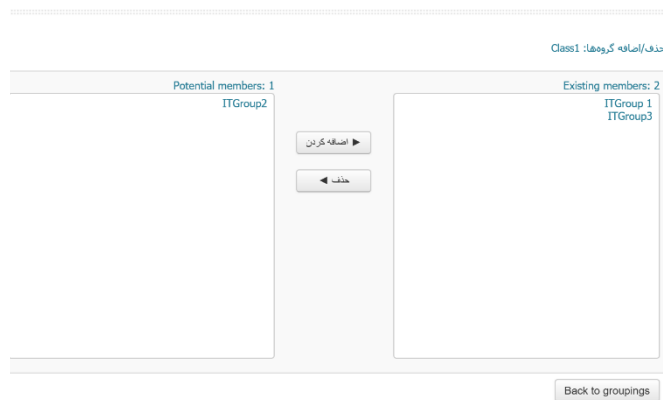 حذف/اضافه گروه‌ها: Class1
Existing members: 2
ITGroup 1
ITGroup3
◀ اضافه کردن
حذف ▶
Potential members: 1
ITGroup2
Back to groupings